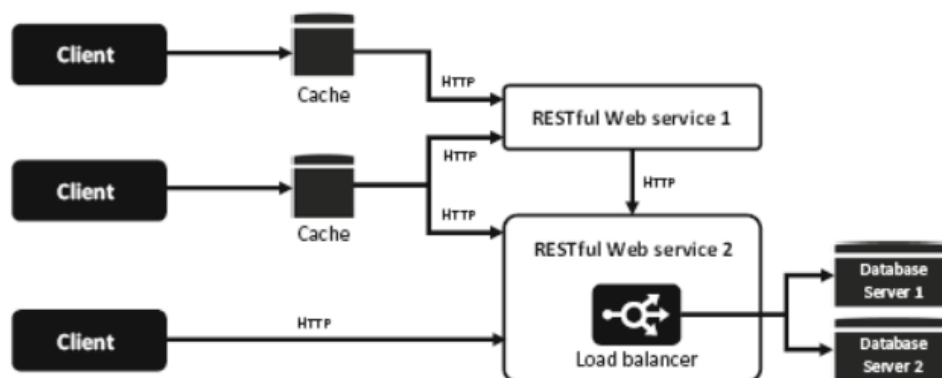 Client
Cache
HTTP
RESTful Web service 1
Client
Cache
HTTP
HTTP
HTTP
RESTful Web service 2
Load balancer
Database
Server 1
Database
Server 2
Client
HTTP